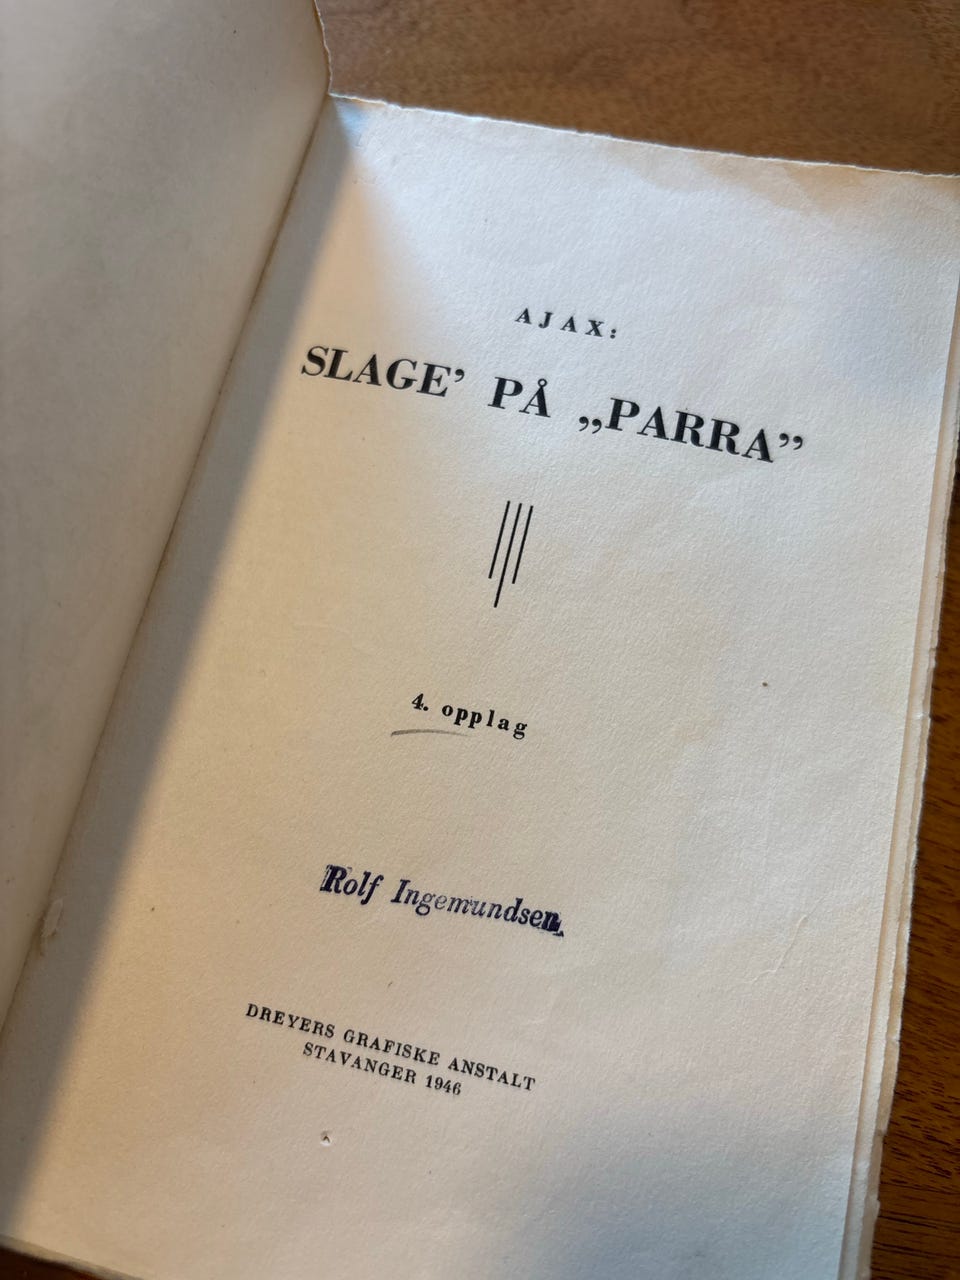 AJAX:
SLAGE’ PÅ „PARRA”
4. opplag
Rolf Ingemundsen
DREYERS GRAFISKE ANSTALT
STAVANGER 1946